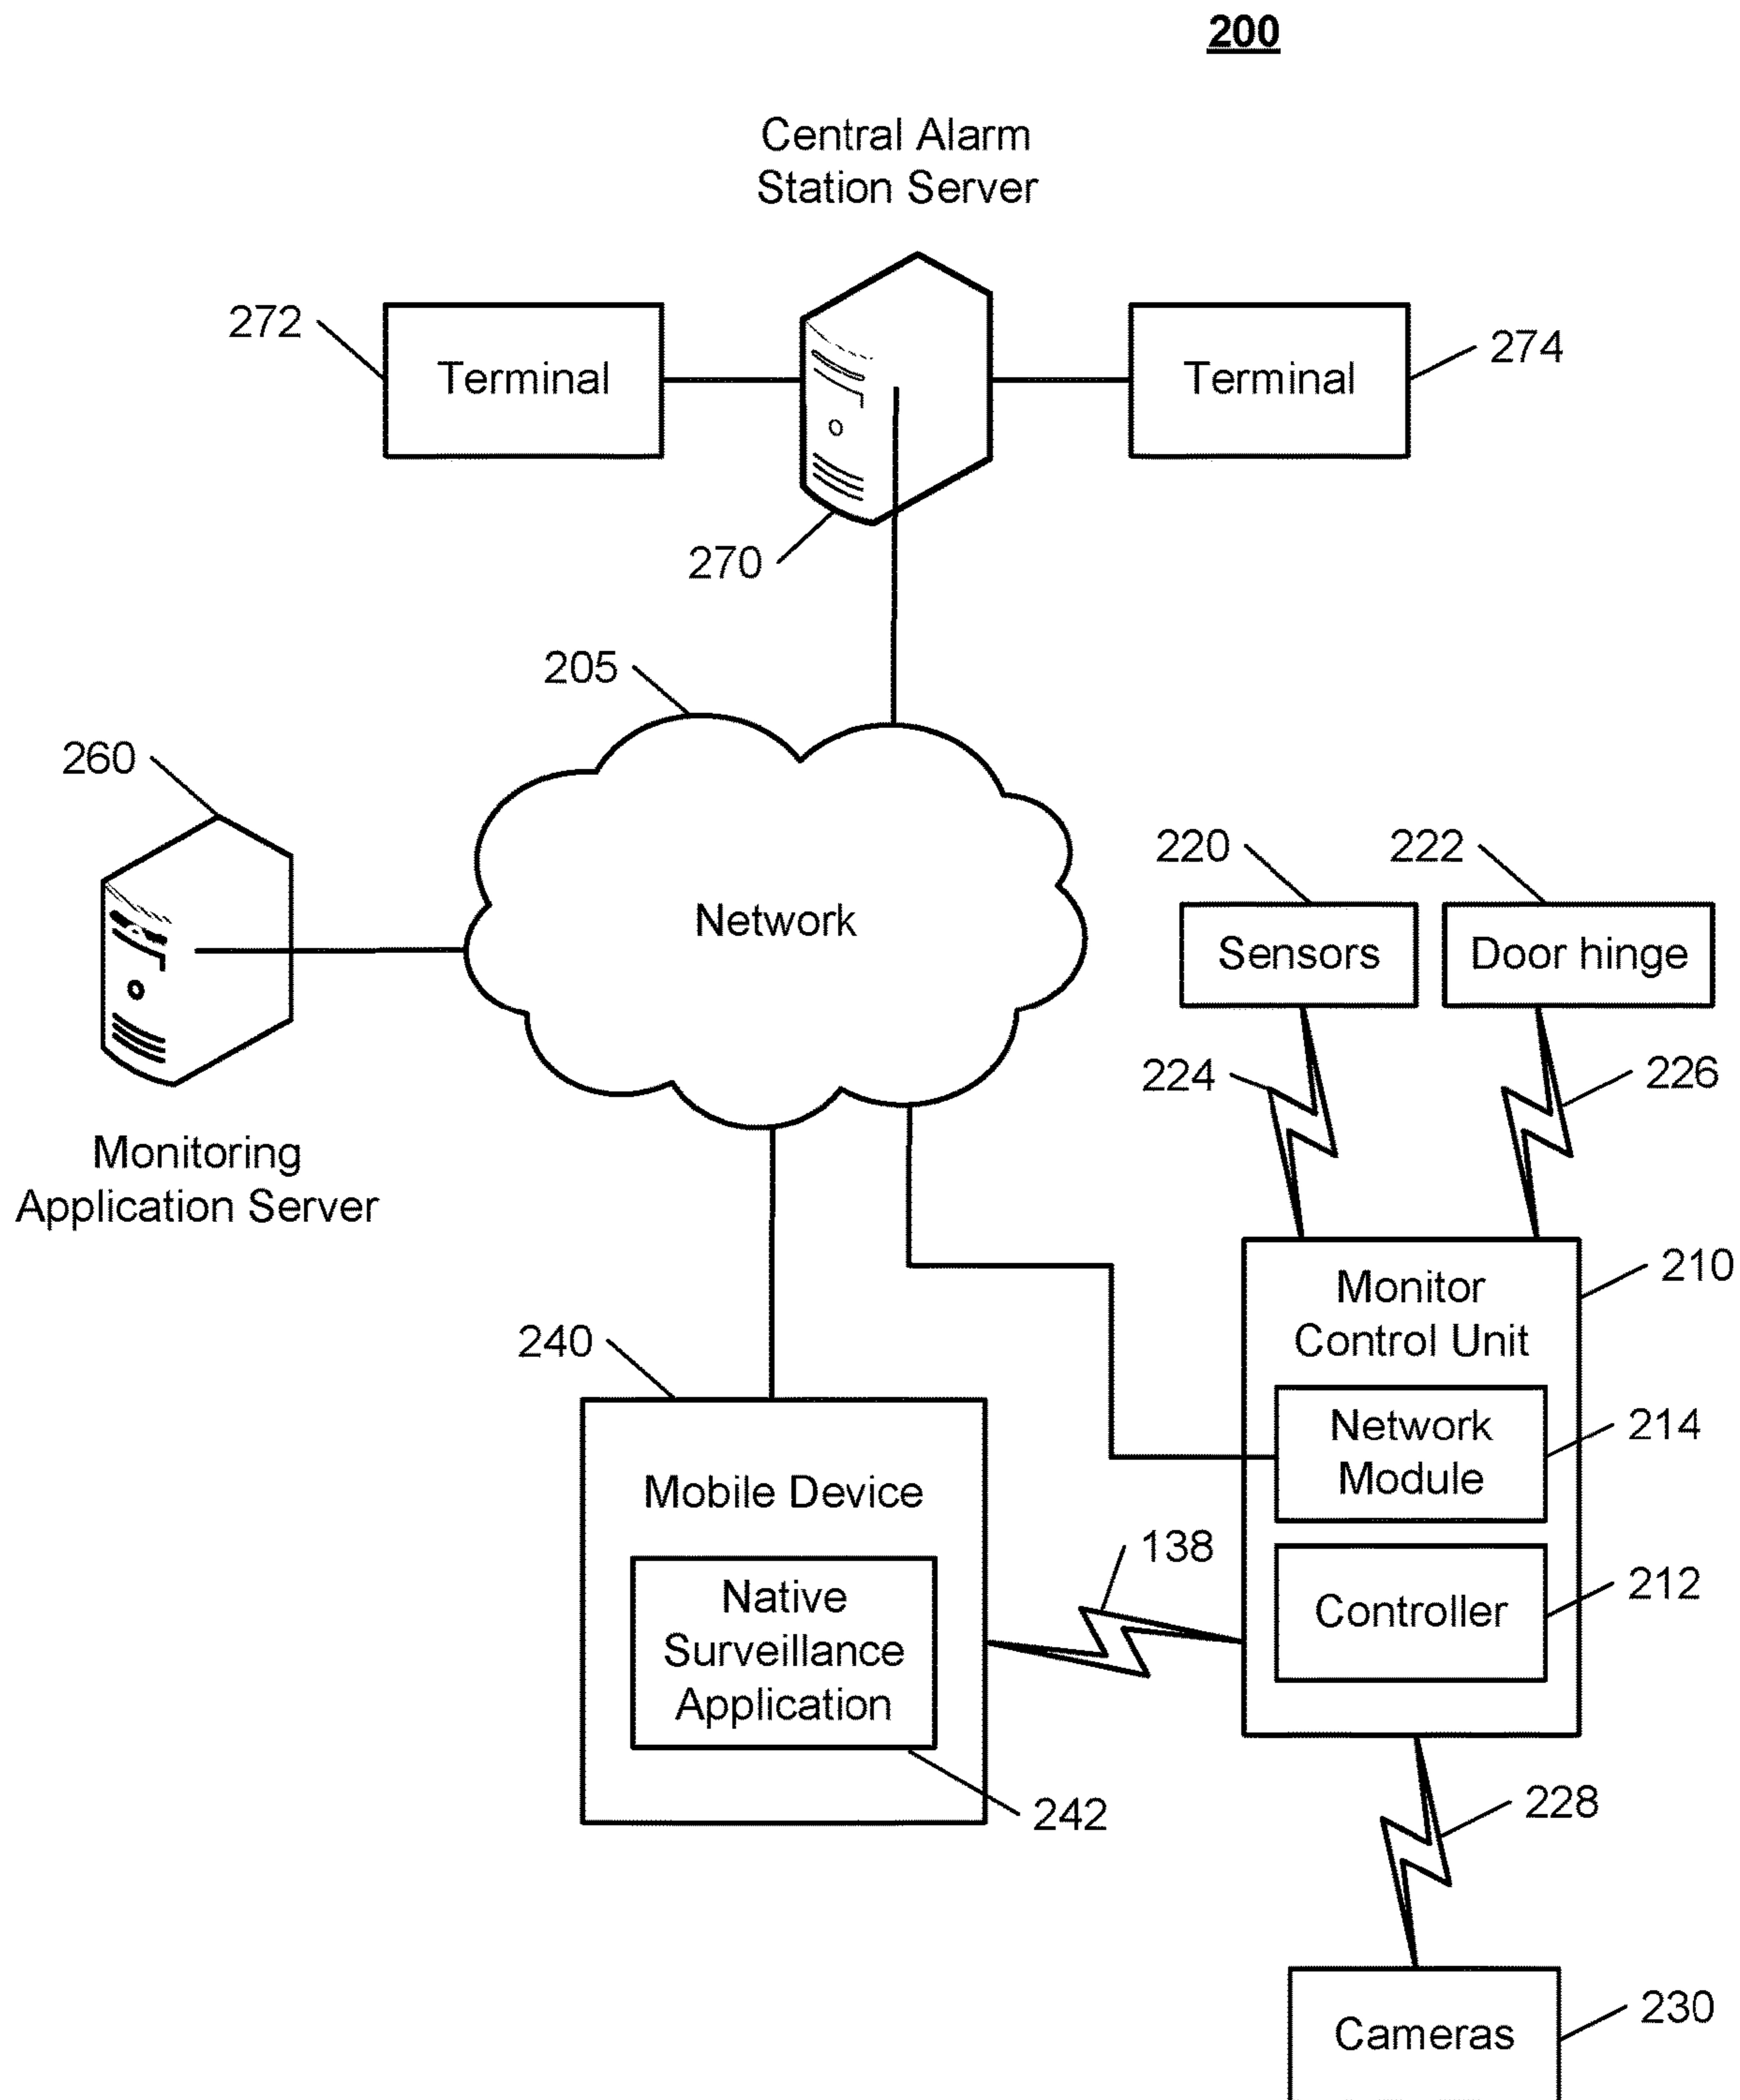 200
Central Alarm
Station Server
272
Terminal
Terminal
274
270
205
260
Network
220
222
Sensors
Door hinge
224
226
Monitoring
Application Server
210
Monitor
Control Unit
240
Network
Module
214
Mobile Device
138
Native
Surveillance
Application
Controller
212
242
228
230
Cameras